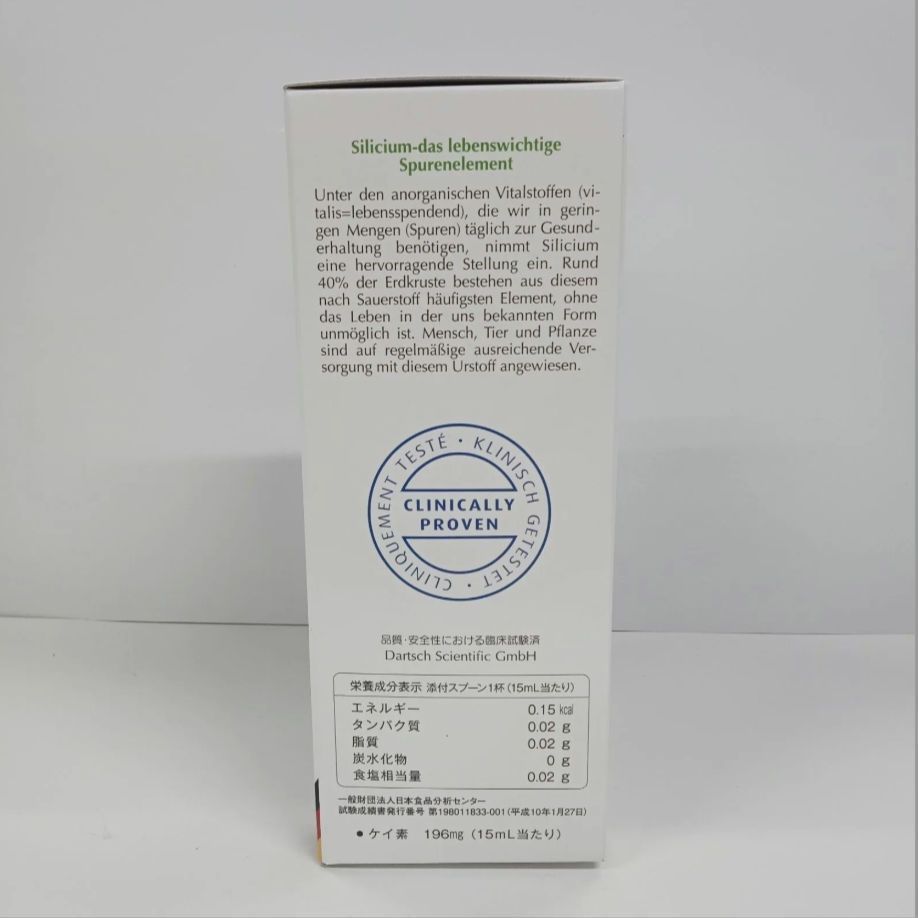 Silicium-das lebenswichtige
Spurenelement
Unter den anorganischen Vitalstoffen (vi-
talis=lebensspendend), die wir in gerin-
gen Mengen (Spuren) täglich zur Gesund-
erhaltung benötigen, nimmt Silicium
eine hervorragende Stellung ein. Rund
40% der Erdkruste bestehen aus diesem
nach Sauerstoff häufigsten Element, ohne
das Leben in der uns bekannten Form
unmöglich ist. Mensch, Tier und Pflanze
sind auf regelmäßige ausreichende Ver-
sorgung mit diesem Urstoff angewiesen.
CLINIQUEMENT TESTÉ · KLINISCH GETESTET ·
CLINICALLY
PROVEN
品質・安全性における臨床試験済
Dartsch Scientific GmbH
栄養成分表示 添付スプーン1杯(15mL当たり)
エネルギー 0.15 kcal
タンパク質 0.02 g
脂質 0.02 g
炭水化物 0 g
食塩相当量 0.02 g
一般財団法人日本食品分析センター
試験成績書発行番号 第198011833-001(平成10年1月27日)
● ケイ素 196mg(15mL当たり)